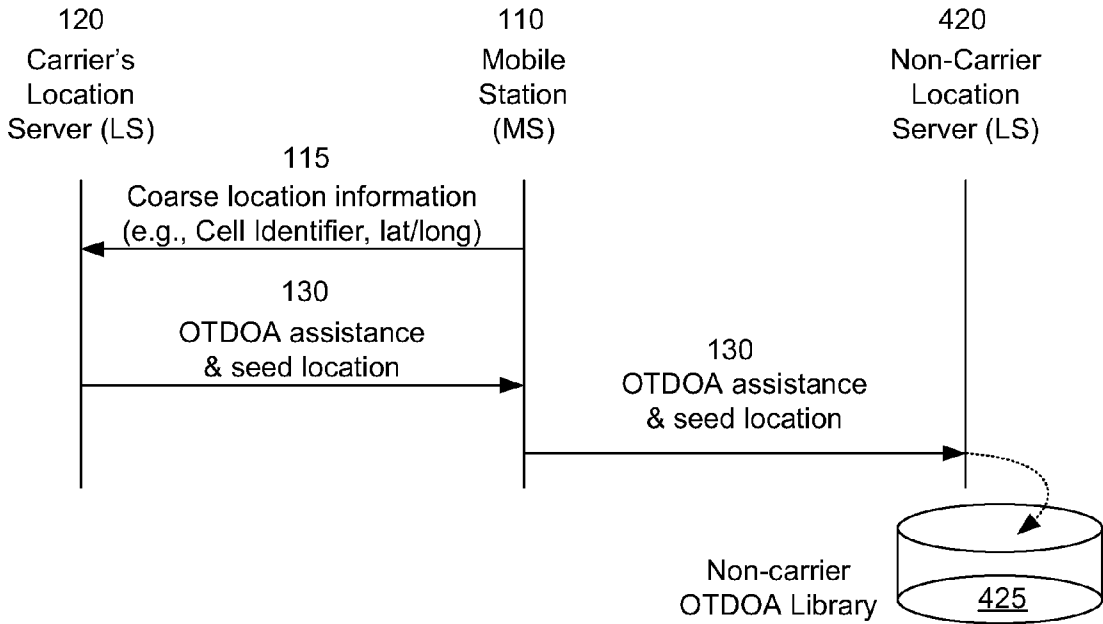 120
Carrier's
Location
Server (LS)
110
Mobile
Station
(MS)
420
Non-Carrier
Location
Server (LS)
115
Coarse location information
(e.g., Cell Identifier, lat/long)
130
OTDOA assistance
& seed location
130
OTDOA assistance
& seed location
Non-carrier
OTDOA Library
425